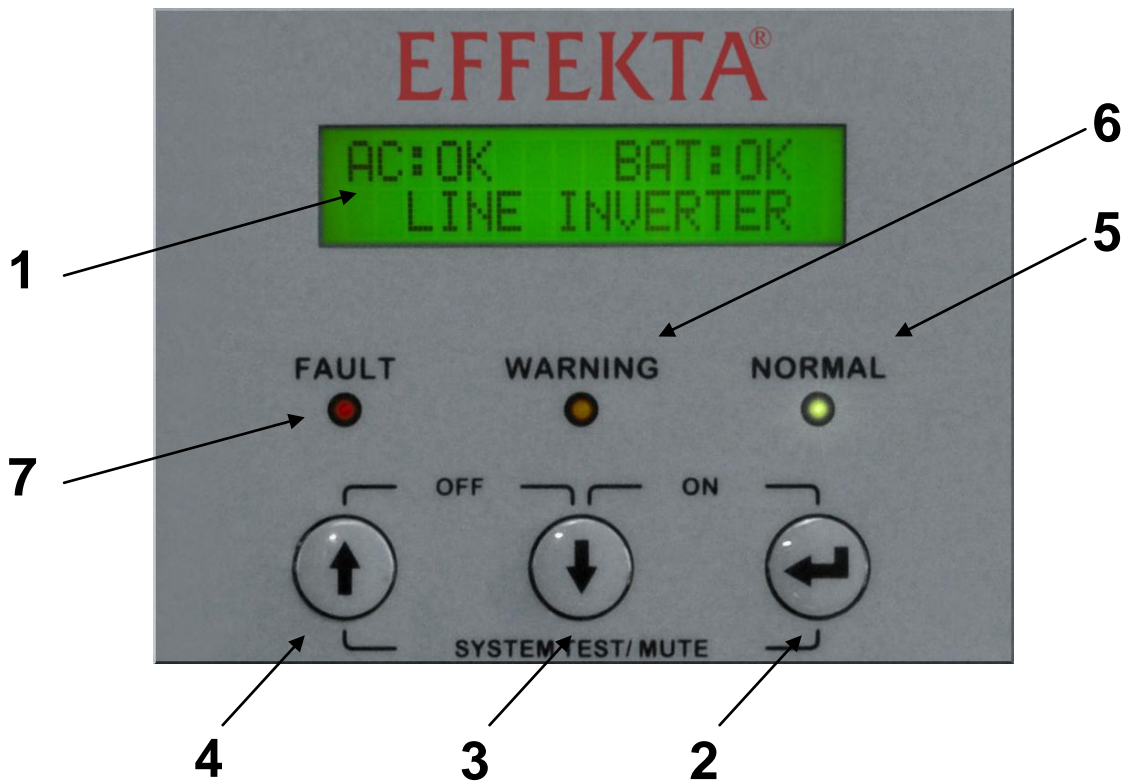 EFFEKTA®
AC:OK BAT:OK
LINE INVERTER
6
5
1
FAULT WARNING NORMAL
7
OFF ON
SYSTEM TEST/ MUTE
4 3 2